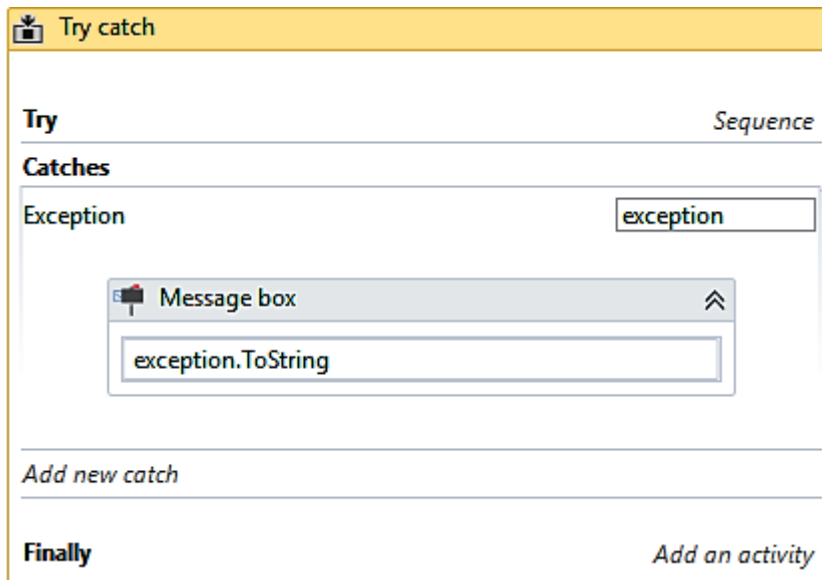 Try catch
Try Sequence
Catches
Exception exception
Message box
exception.ToString
Add new catch
Finally Add an activity